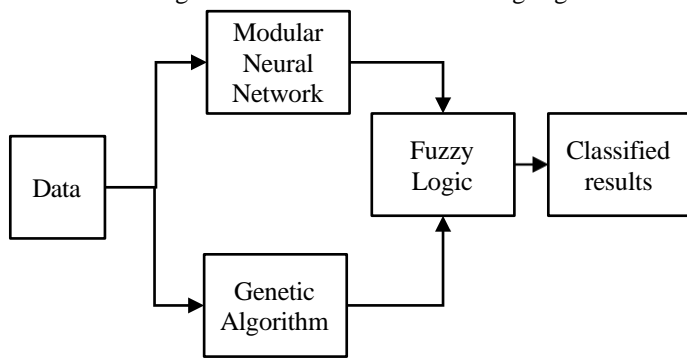 Modular
Neural
Network
Data
Fuzzy
Logic
Classified
results
Genetic
Algorithm